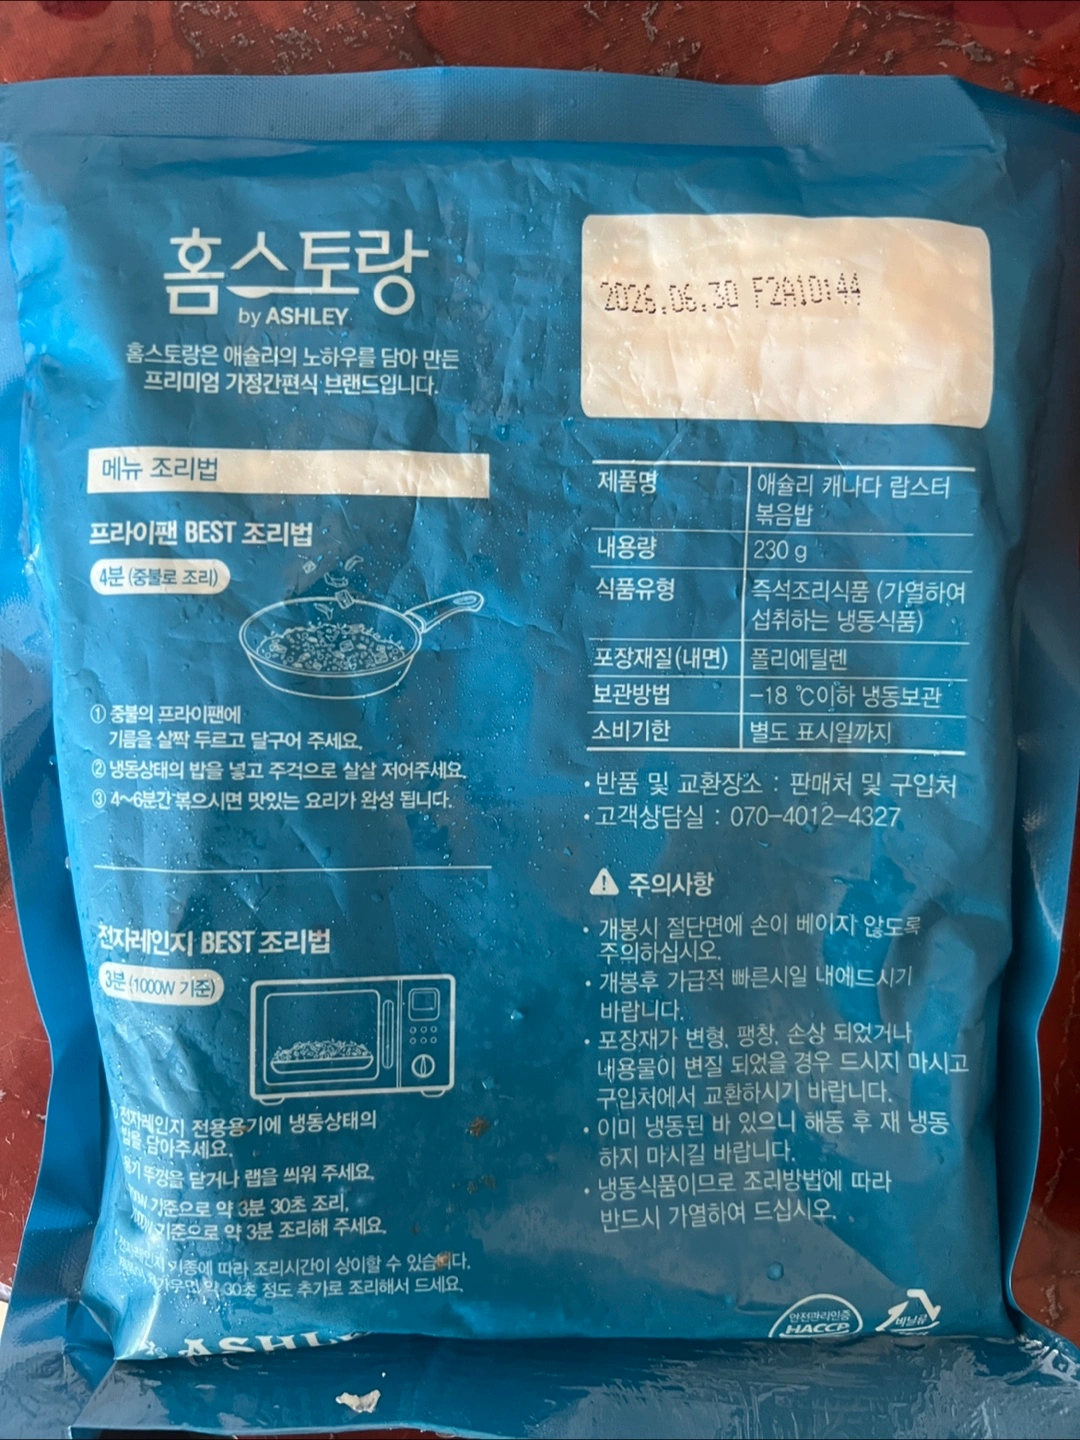 홈스토랑
by ASHLEY
홈스토랑은 애슐리의 노하우를 담아 만든
프리미엄 가정간편식 브랜드입니다.
메뉴 조리법
프라이팬 BEST 조리법
4분 (중불로 조리)
① 중불의 프라이팬에
기름을 살짝 두르고 달구어 주세요.
② 냉동상태의 밥을 넣고 주걱으로 살살 저어주세요.
③ 4~6분간 볶으시면 맛있는 요리가 완성 됩니다.
전자레인지 BEST 조리법
3분 (1000W 기준)
전자레인지 전용용기에 냉동상태의
밥을 담아주세요.
뚜껑을 닫거나 랩을 씌워 주세요.
기준으로 약 3분 30초 조리,
기준으로 약 3분 조리해 주세요.
전자레인지 기종에 따라 조리시간이 상이할 수 있습니다.
약 30초 정도 추가로 조리해서 드세요.
2026.06.30 F2A10:44
제품명 애슐리 캐나다 랍스터
볶음밥
내용량 230 g
식품유형 즉석조리식품 (가열하여
섭취하는 냉동식품)
포장재질(내면) 폴리에틸렌
보관방법 -18 ℃이하 냉동보관
소비기한 별도 표시일까지
• 반품 및 교환장소 : 판매처 및 구입처
• 고객상담실 : 070-4012-4327
주의사항
• 개봉시 절단면에 손이 베이지 않도록
주의하십시오.
• 개봉후 가급적 빠른시일 내에드시기
바랍니다.
• 포장재가 변형, 팽창, 손상 되었거나
내용물이 변질 되었을 경우 드시지 마시고
구입처에서 교환하시기 바랍니다.
• 이미 냉동된 바 있으니 해동 후 재 냉동
하지 마시길 바랍니다.
• 냉동식품이므로 조리방법에 따라
반드시 가열하여 드십시오.
안전관리인증
HACCP
비닐류